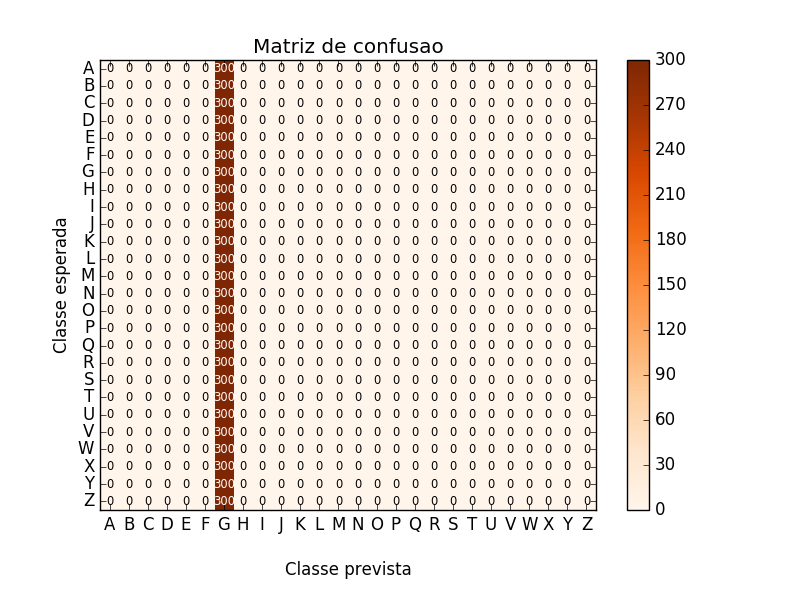 Matriz de confusao
Classe esperada
A 0 0 0 0 0 0 300 0 0 0 0 0 0 0 0 0 0 0 0 0 0 0 0 0 0 0
B 0 0 0 0 0 0 300 0 0 0 0 0 0 0 0 0 0 0 0 0 0 0 0 0 0 0
C 0 0 0 0 0 0 300 0 0 0 0 0 0 0 0 0 0 0 0 0 0 0 0 0 0 0
D 0 0 0 0 0 0 300 0 0 0 0 0 0 0 0 0 0 0 0 0 0 0 0 0 0 0
E 0 0 0 0 0 0 300 0 0 0 0 0 0 0 0 0 0 0 0 0 0 0 0 0 0 0
F 0 0 0 0 0 0 300 0 0 0 0 0 0 0 0 0 0 0 0 0 0 0 0 0 0 0
G 0 0 0 0 0 0 300 0 0 0 0 0 0 0 0 0 0 0 0 0 0 0 0 0 0 0
H 0 0 0 0 0 0 300 0 0 0 0 0 0 0 0 0 0 0 0 0 0 0 0 0 0 0
I 0 0 0 0 0 0 300 0 0 0 0 0 0 0 0 0 0 0 0 0 0 0 0 0 0 0
J 0 0 0 0 0 0 300 0 0 0 0 0 0 0 0 0 0 0 0 0 0 0 0 0 0 0
K 0 0 0 0 0 0 300 0 0 0 0 0 0 0 0 0 0 0 0 0 0 0 0 0 0 0
L 0 0 0 0 0 0 300 0 0 0 0 0 0 0 0 0 0 0 0 0 0 0 0 0 0 0
M 0 0 0 0 0 0 300 0 0 0 0 0 0 0 0 0 0 0 0 0 0 0 0 0 0 0
N 0 0 0 0 0 0 300 0 0 0 0 0 0 0 0 0 0 0 0 0 0 0 0 0 0 0
O 0 0 0 0 0 0 300 0 0 0 0 0 0 0 0 0 0 0 0 0 0 0 0 0 0 0
P 0 0 0 0 0 0 300 0 0 0 0 0 0 0 0 0 0 0 0 0 0 0 0 0 0 0
Q 0 0 0 0 0 0 300 0 0 0 0 0 0 0 0 0 0 0 0 0 0 0 0 0 0 0
R 0 0 0 0 0 0 300 0 0 0 0 0 0 0 0 0 0 0 0 0 0 0 0 0 0 0
S 0 0 0 0 0 0 300 0 0 0 0 0 0 0 0 0 0 0 0 0 0 0 0 0 0 0
T 0 0 0 0 0 0 300 0 0 0 0 0 0 0 0 0 0 0 0 0 0 0 0 0 0 0
U 0 0 0 0 0 0 300 0 0 0 0 0 0 0 0 0 0 0 0 0 0 0 0 0 0 0
V 0 0 0 0 0 0 300 0 0 0 0 0 0 0 0 0 0 0 0 0 0 0 0 0 0 0
W 0 0 0 0 0 0 300 0 0 0 0 0 0 0 0 0 0 0 0 0 0 0 0 0 0 0
X 0 0 0 0 0 0 300 0 0 0 0 0 0 0 0 0 0 0 0 0 0 0 0 0 0 0
Y 0 0 0 0 0 0 300 0 0 0 0 0 0 0 0 0 0 0 0 0 0 0 0 0 0 0
Z 0 0 0 0 0 0 300 0 0 0 0 0 0 0 0 0 0 0 0 0 0 0 0 0 0 0
A B C D E F G H I J K L M N O P Q R S T U V W X Y Z
Classe prevista
300
270
240
210
180
150
120
90
60
30
0